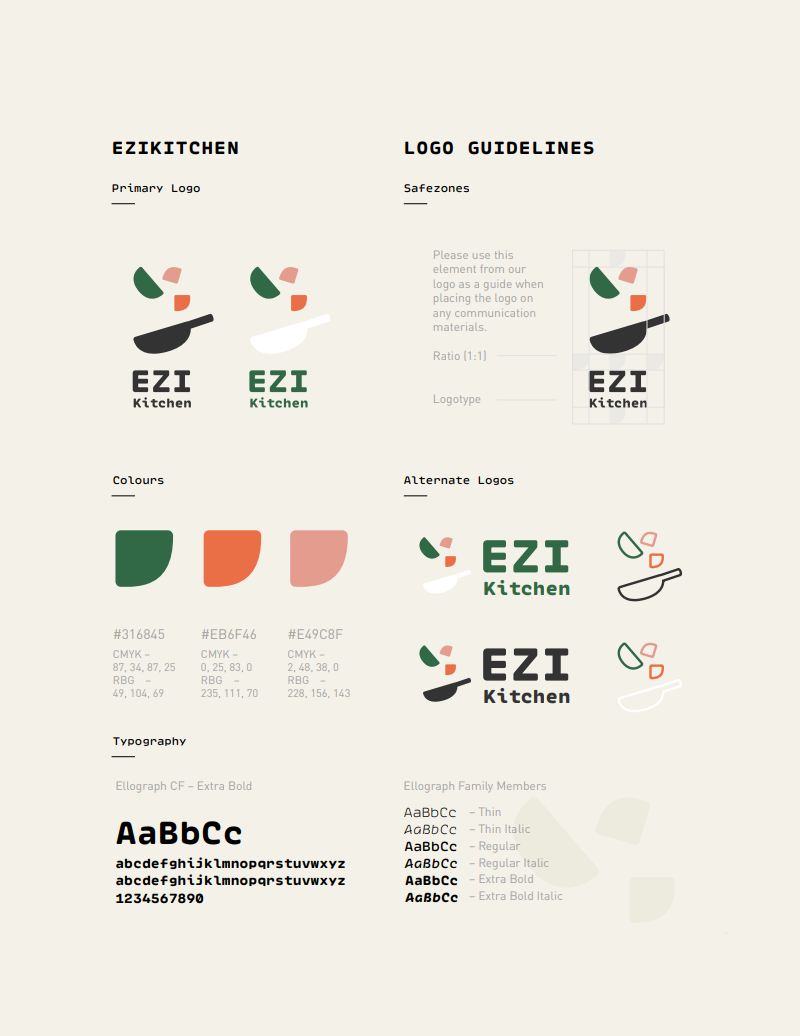 EZIKITCHEN
Primary Logo
EZI
Kitchen
EZI
Kitchen
LOGO GUIDELINES
Safezones
Please use this
element from our
logo as a guide when
placing the logo on
any communication
materials.
Ratio (1:1)
Logotype
EZI
Kitchen
Colours
#316845
CMYK –
87, 34, 87, 25
RBG –
49, 104, 69
#EB6F46
CMYK –
0, 25, 83, 0
RBG –
235, 111, 70
#E49C8F
CMYK –
2, 48, 38, 0
RBG –
228, 156, 143
Alternate Logos
EZI
Kitchen
EZI
Kitchen
Typography
Ellograph CF – Extra Bold
AaBbCc
abcdefghijklmnopqrstuvwxyz
abcdefghijklmnopqrstuvwxyz
1234567890
Ellograph Family Members
AaBbCc – Thin
AaBbCc – Thin Italic
AaBbCc – Regular
AaBbCc – Regular Italic
AaBbCc – Extra Bold
AaBbCc – Extra Bold Italic